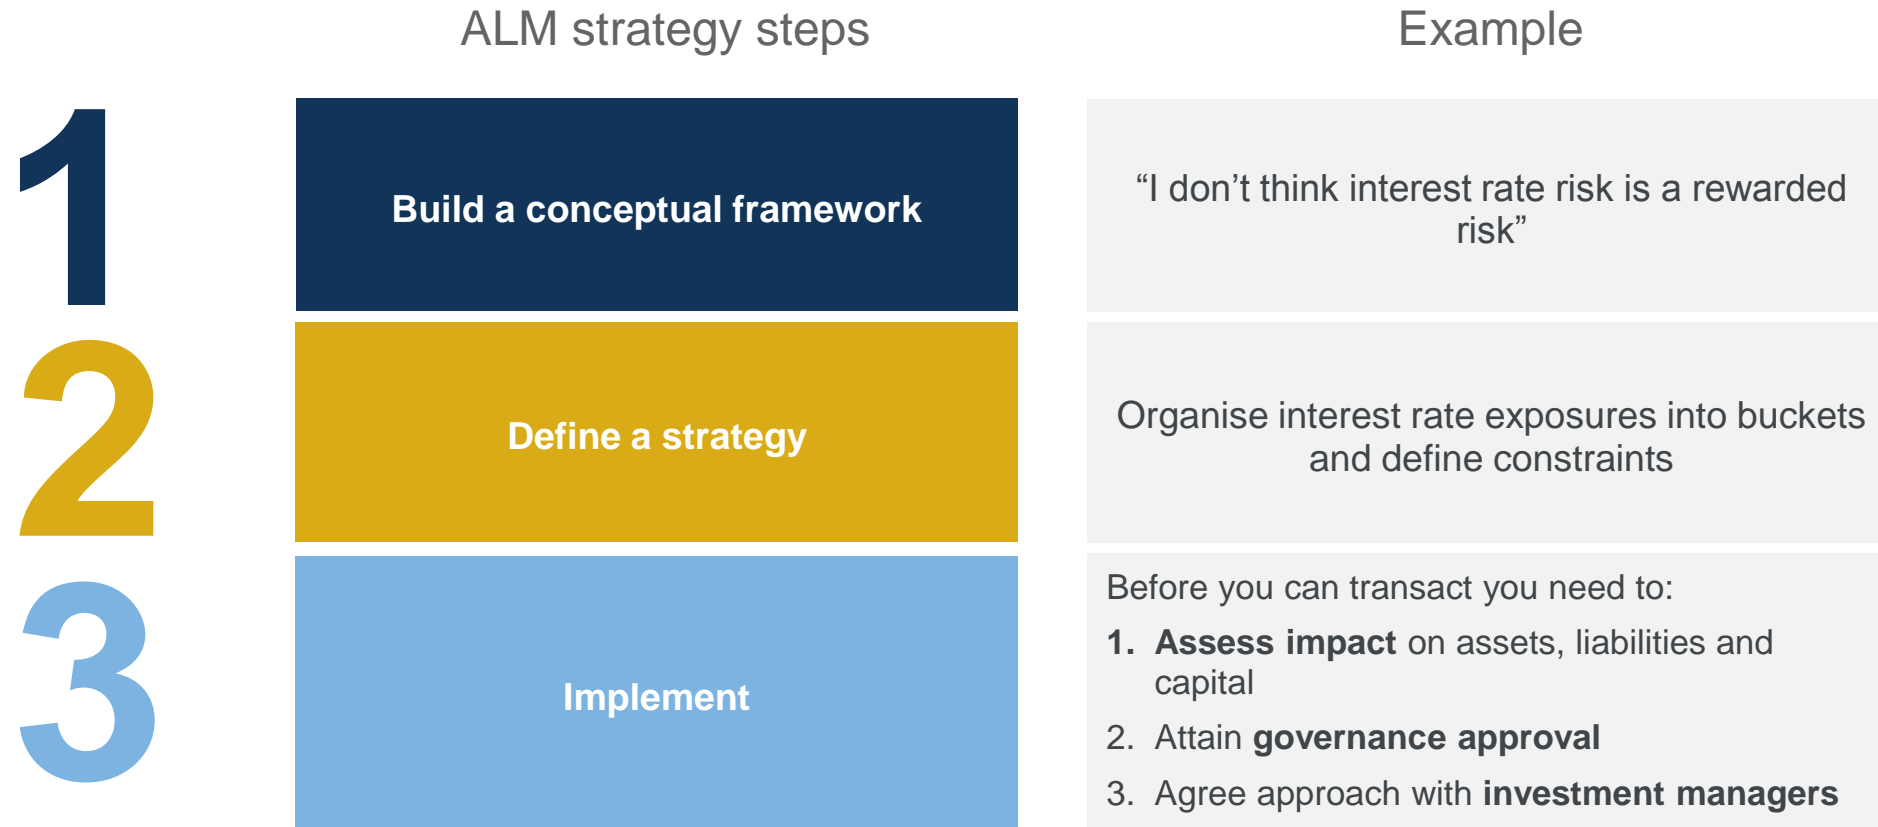 ALM strategy steps
Example
1
Build a conceptual framework
“I don’t think interest rate risk is a rewarded
risk”
2
Define a strategy
Organise interest rate exposures into buckets
and define constraints
3
Implement
Before you can transact you need to:
1. Assess impact on assets, liabilities and
capital
2. Attain governance approval
3. Agree approach with investment managers